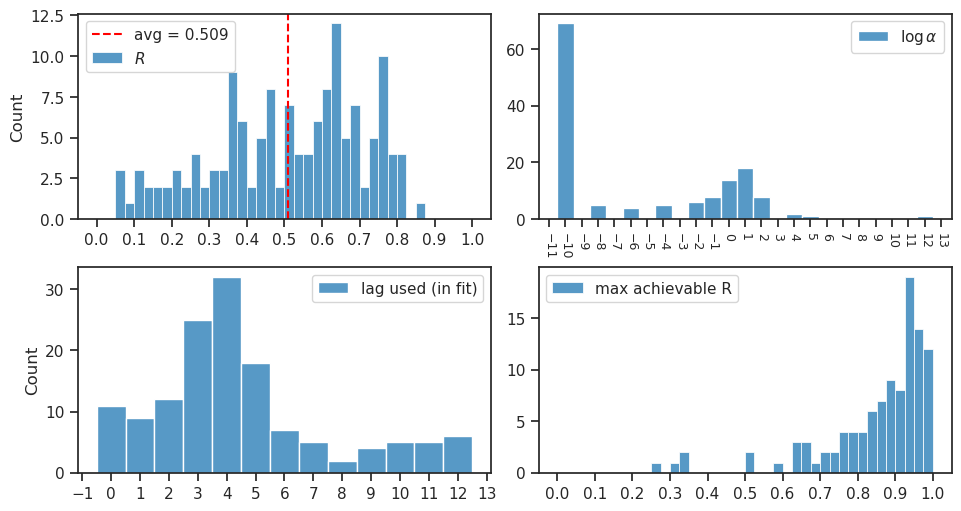 12.5
10.0
7.5
5.0
2.5
0.0
Count
avg = 0.509
R
0.0 0.1 0.2 0.3 0.4 0.5 0.6 0.7 0.8 0.9 1.0
60
40
20
0
log α
−11 −10 −9 −8 −7 −6 −5 −4 −3 −2 −1 0 1 2 3 4 5 6 7 8 9 10 11 12 13
30
20
10
0
Count
lag used (in fit)
−1 0 1 2 3 4 5 6 7 8 9 10 11 12 13
15
10
5
0
max achievable R
0.0 0.1 0.2 0.3 0.4 0.5 0.6 0.7 0.8 0.9 1.0